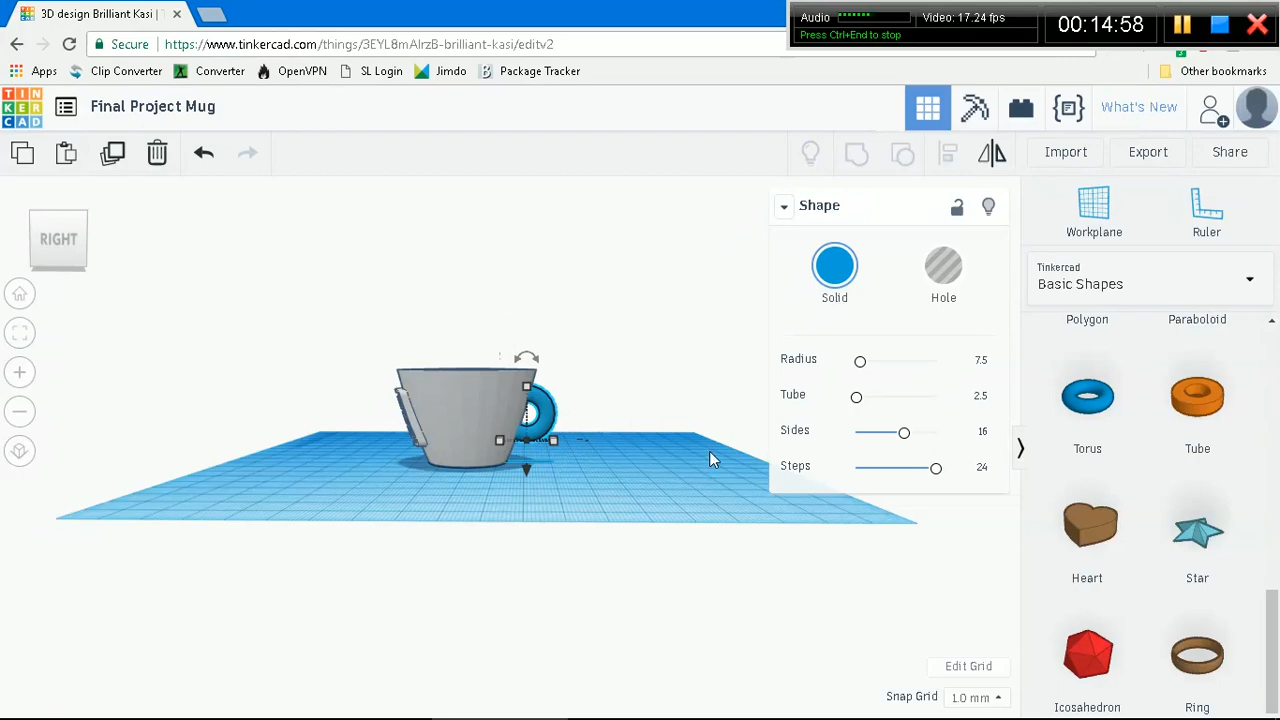 3D design Brilliant Kasi | T
Audio
Video: 17.24 fps
Press Ctrl+End to stop
00:14:58
Secure
https://www.tinkercad.com/things/3EYL8mAlrzB-brilliant-kasi/editv2
Apps
Clip Converter
Converter
OpenVPN
SL Login
Jimdo
Package Tracker
Other bookmarks
TIN
KER
CAD
Final Project Mug
What's New
Import
Export
Share
RIGHT
Shape
Solid
Hole
Radius 7.5
Tube 2.5
Sides 16
Steps 24
Workplane
Ruler
Tinkercad
Basic Shapes
Polygon
Paraboloid
Torus
Tube
Heart
Star
Icosahedron
Ring
Edit Grid
Snap Grid 1.0 mm